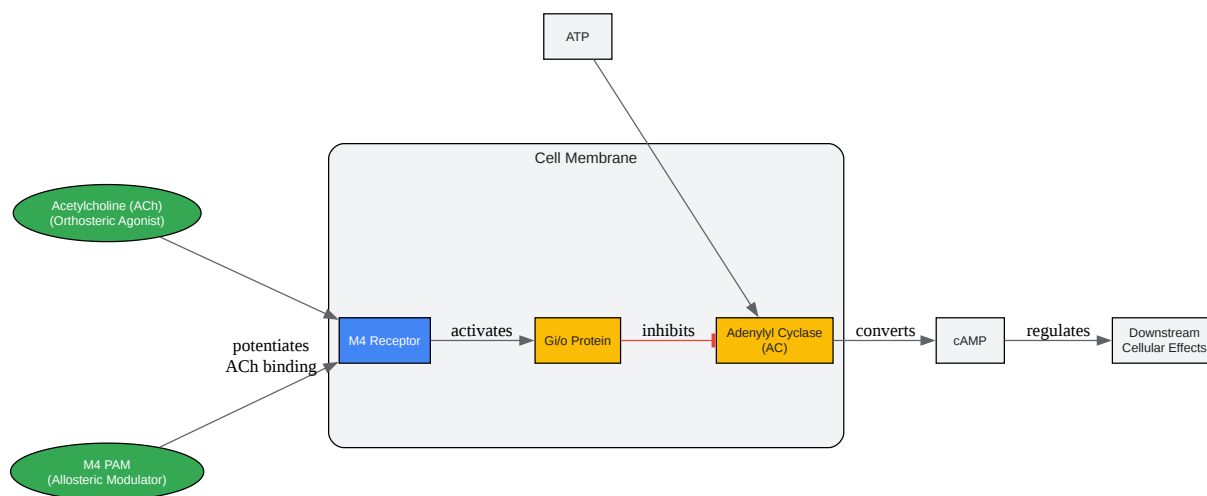 ATP
Cell Membrane
Acetylcholine (ACh)
(Orthosteric Agonist)
potentiates
ACh binding
M4 Receptor
activates
Gi/o Protein
inhibits
Adenylyl Cyclase
(AC)
converts
cAMP
regulates
Downstream
Cellular Effects
M4 PAM
(Allosteric Modulator)